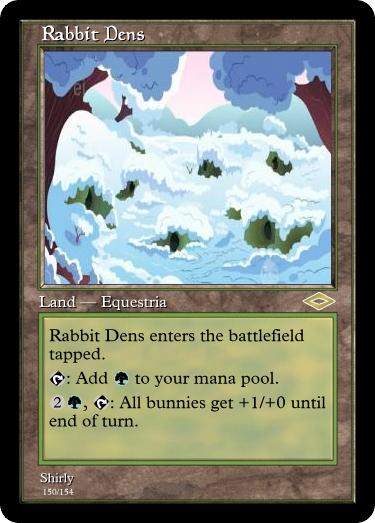 Rabbit Dens
Land — Equestria
Rabbit Dens enters the battlefield
tapped.
: Add to your mana pool.
2 , : All bunnies get +1/+0 until
end of turn.
Shirly
150/154